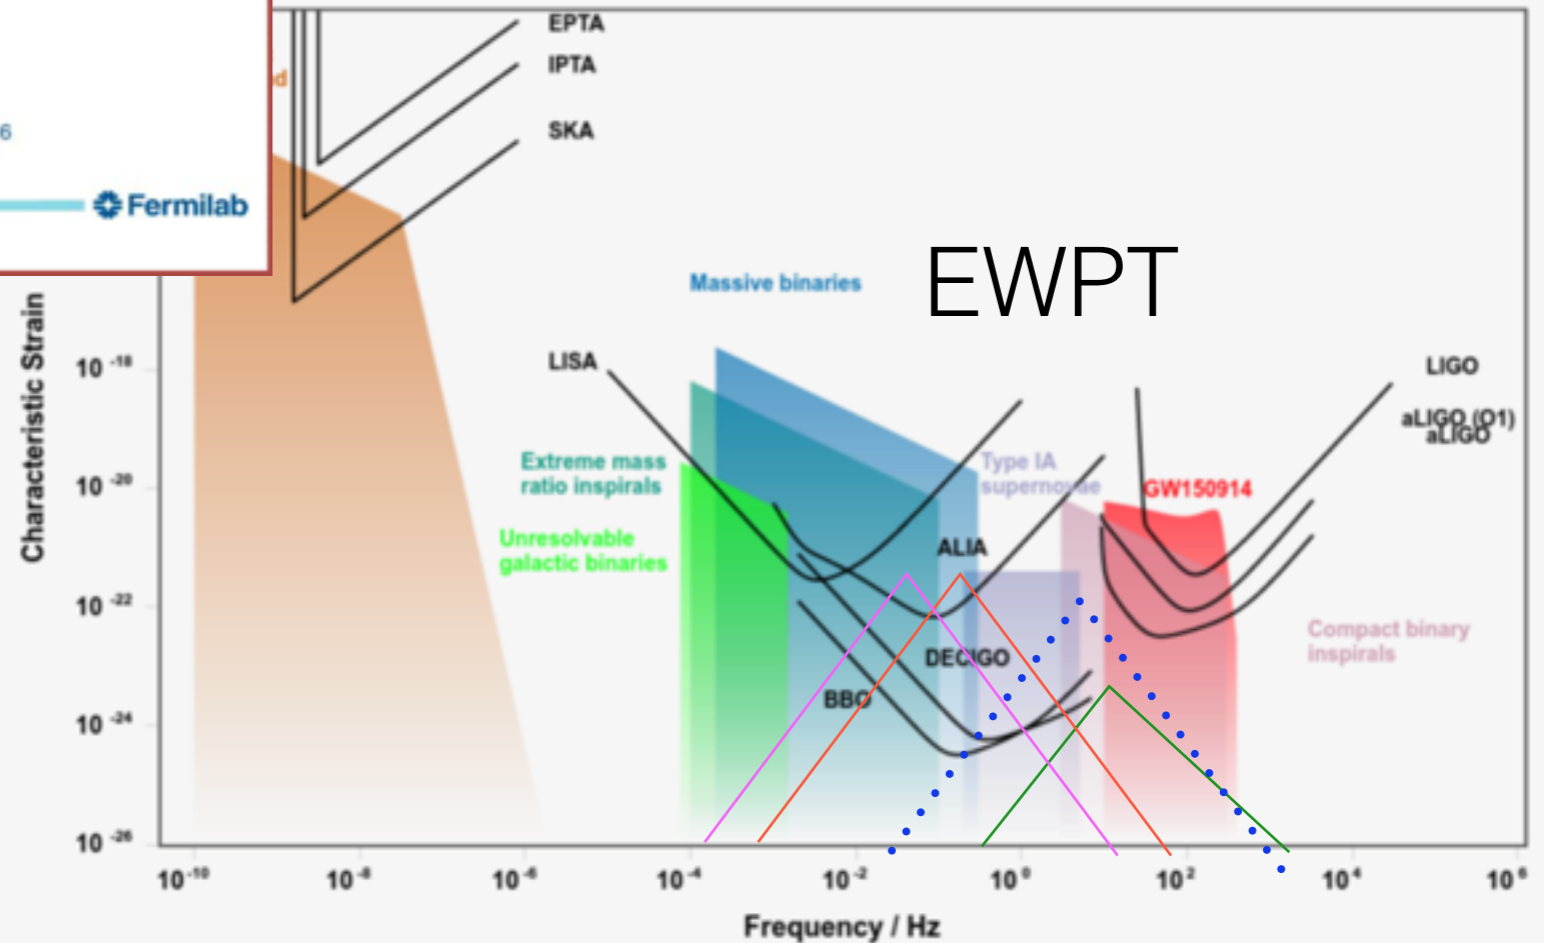 EPTA
d
IPTA
6
SKA
Fermilab
EWPT
Massive binaries
Characteristic Strain
LISA
10 -18
LIGO
aLIGO (O1)
aLIGO
Extreme mass
ratio inspirals
Type IA
supernovae
10 -20
GW150914
Unresolvable
galactic binaries
ALIA
10 -22
Compact binary
inspirals
DECIGO
BBO
10 -24
10 -26
10 -10
10 -8
10 -6
10 -4
10 -2
10 0
10 2
10 4
10 6
Frequency / Hz